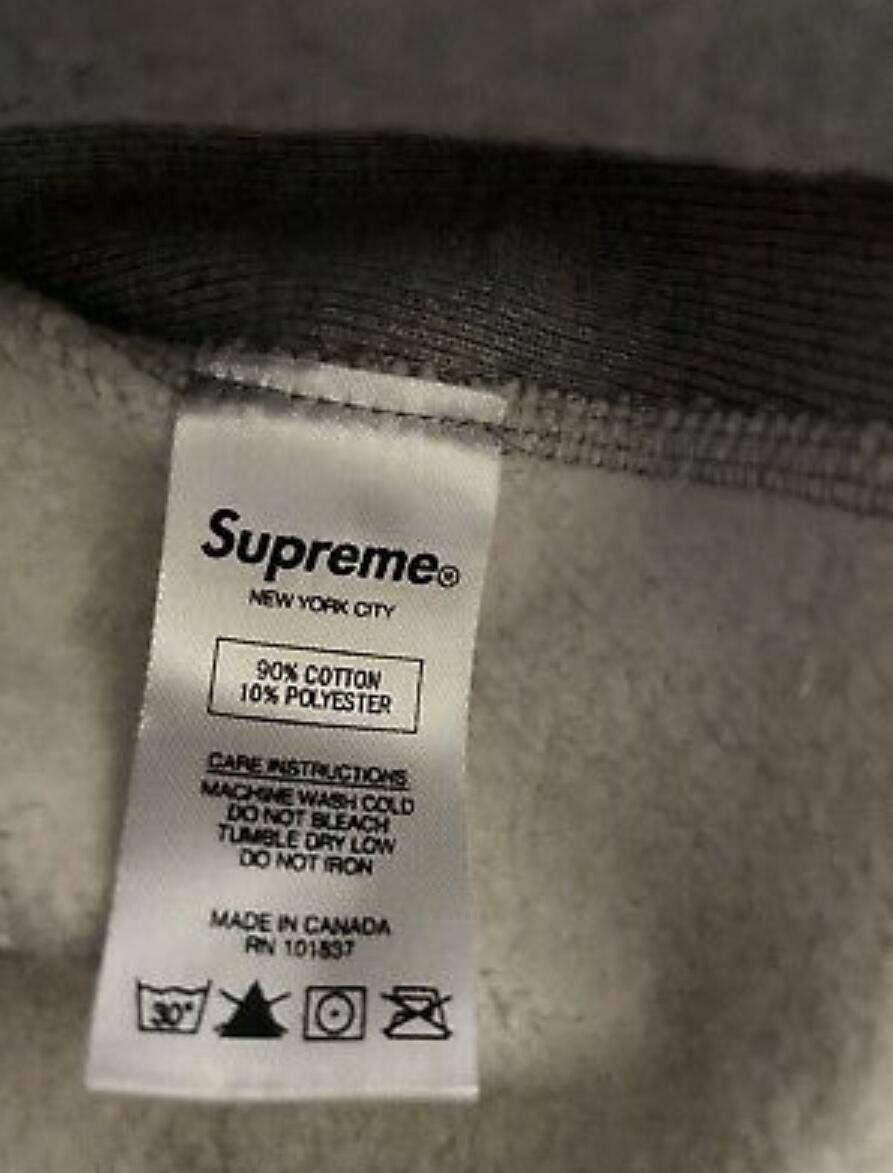 Supreme®
NEW YORK CITY
90% COTTON
10% POLYESTER
CARE INSTRUCTIONS
MACHINE WASH COLD
DO NOT BLEACH
TUMBLE DRY LOW
DO NOT IRON
MADE IN CANADA
RN 101837
30°